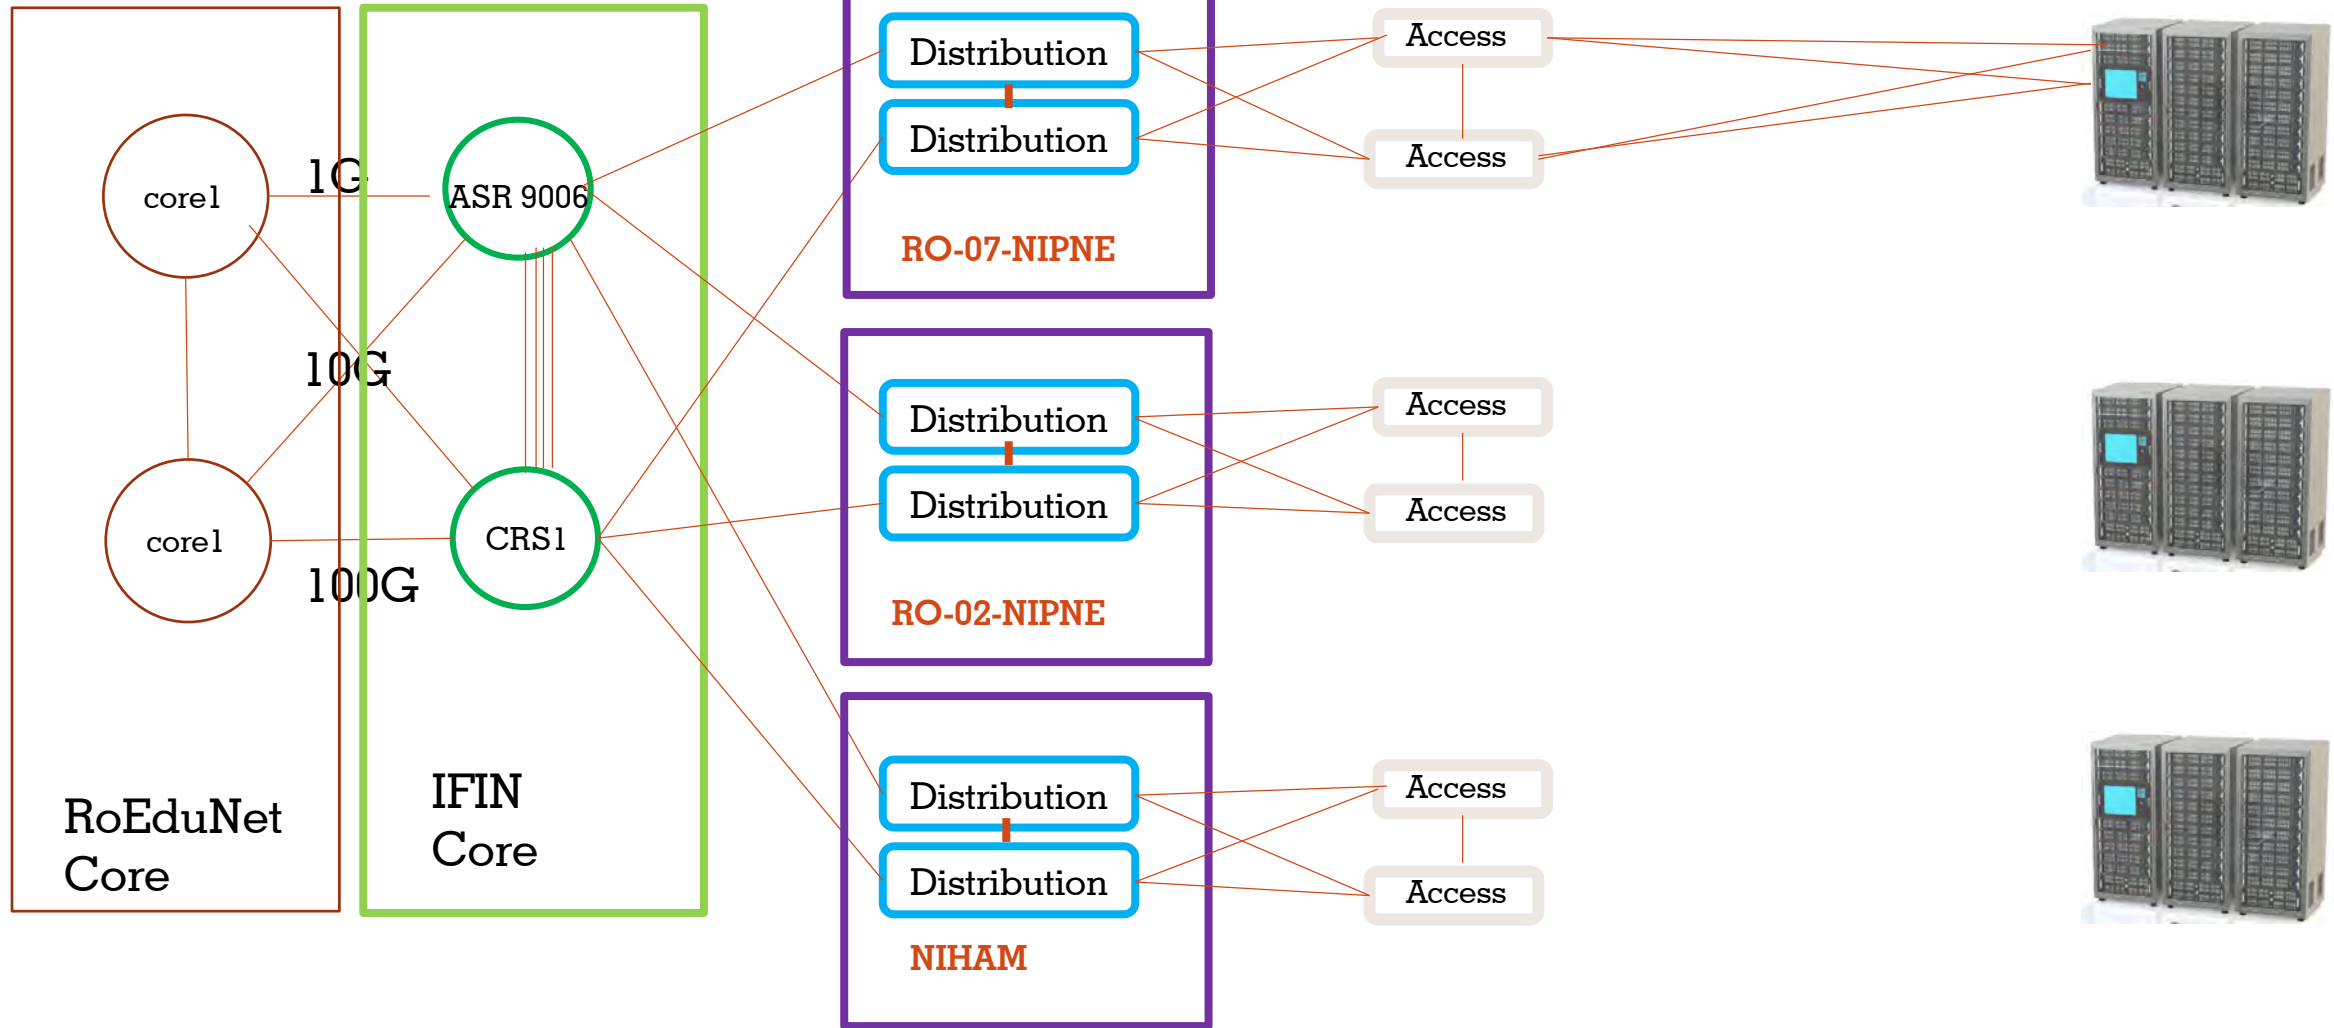 core1
1G
ASR 9006
10G
core1
100G
CRS1
RoEduNet
Core
IFIN
Core
Distribution
Distribution
RO-07-NIPNE
Access
Access
Distribution
Distribution
RO-02-NIPNE
Access
Access
Distribution
Distribution
NIHAM
Access
Access